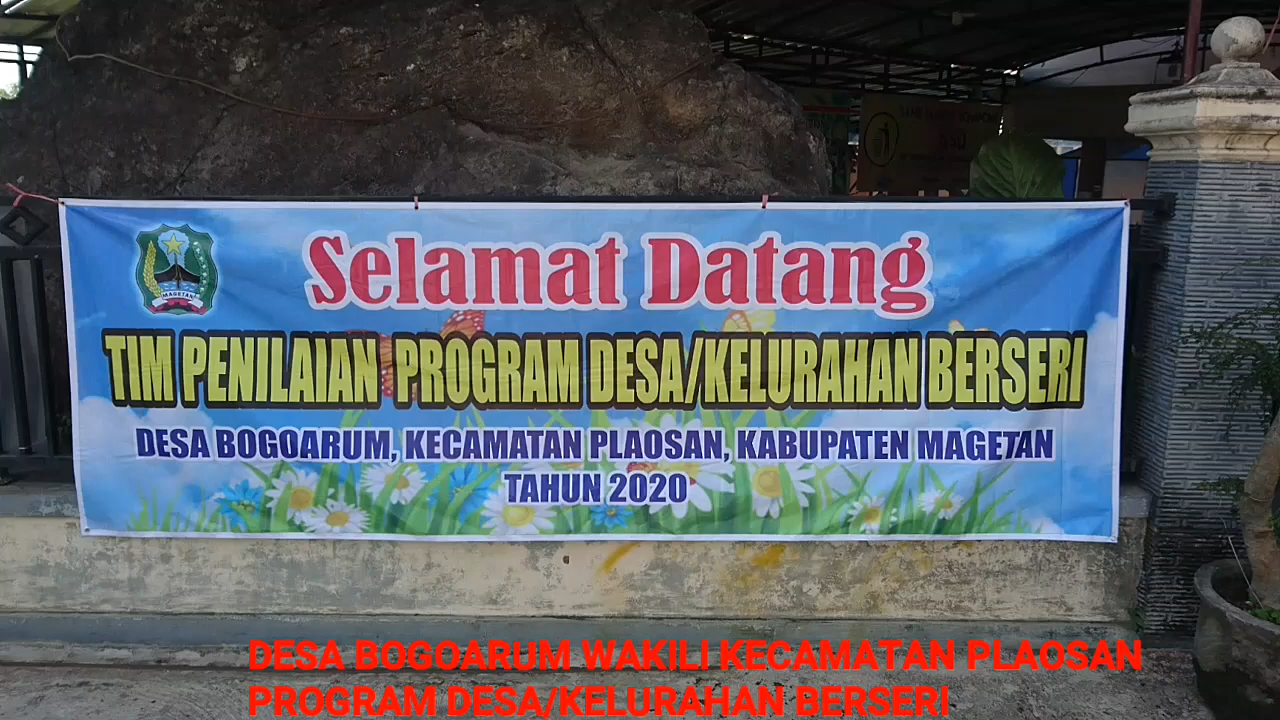 Selamat Datang
MAGETAN
TIM PENILAIAN PROGRAM DESA/KELURAHAN BERSERI
DESA BOGOARUM, KECAMATAN PLAOSAN, KABUPATEN MAGETAN
TAHUN 2020
DESA BOGOARUM WAKILI KECAMATAN PLAOSAN
PROGRAM DESA/KELURAHAN BERSERI